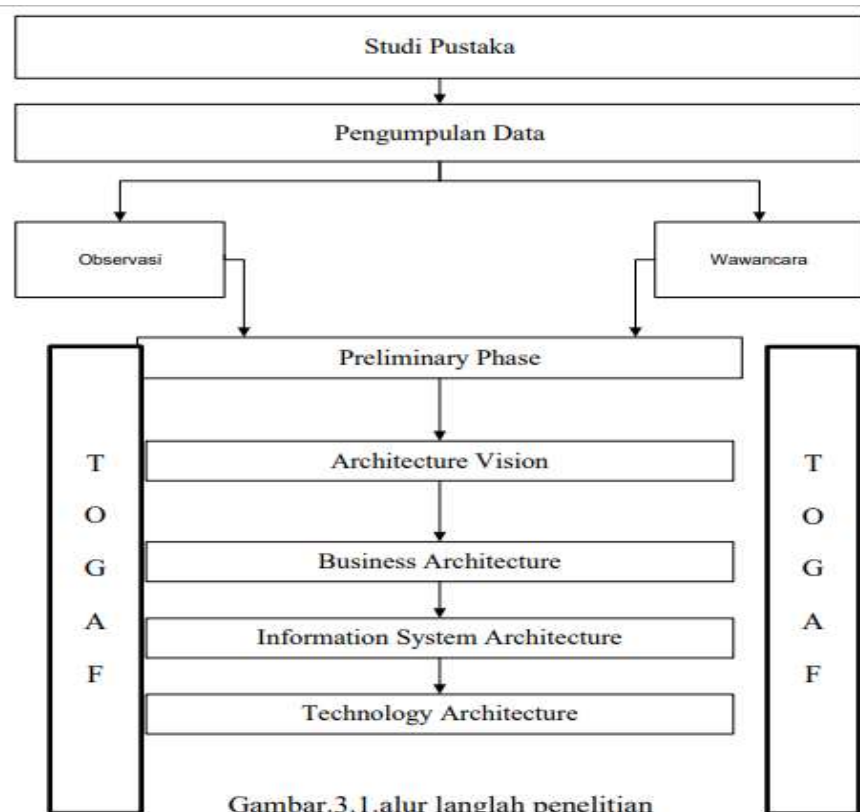 Studi Pustaka
Pengumpulan Data
Observasi
Wawancara
Preliminary Phase
Architecture Vision
Business Architecture
Information System Architecture
Technology Architecture
T
O
G
A
F
T
O
G
A
F
Gambar.3.1.alur langlah penelitian